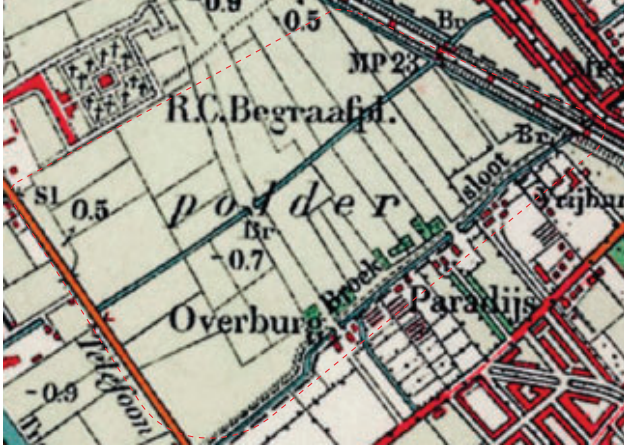 -0.9
0.5
Br.
MP 23
R.C.Begraafpl.
Br.
sloot
Sl
0.5
polder
Br
-0.7
Broek
Paradijs
Overburg
Telefoon
-0.9